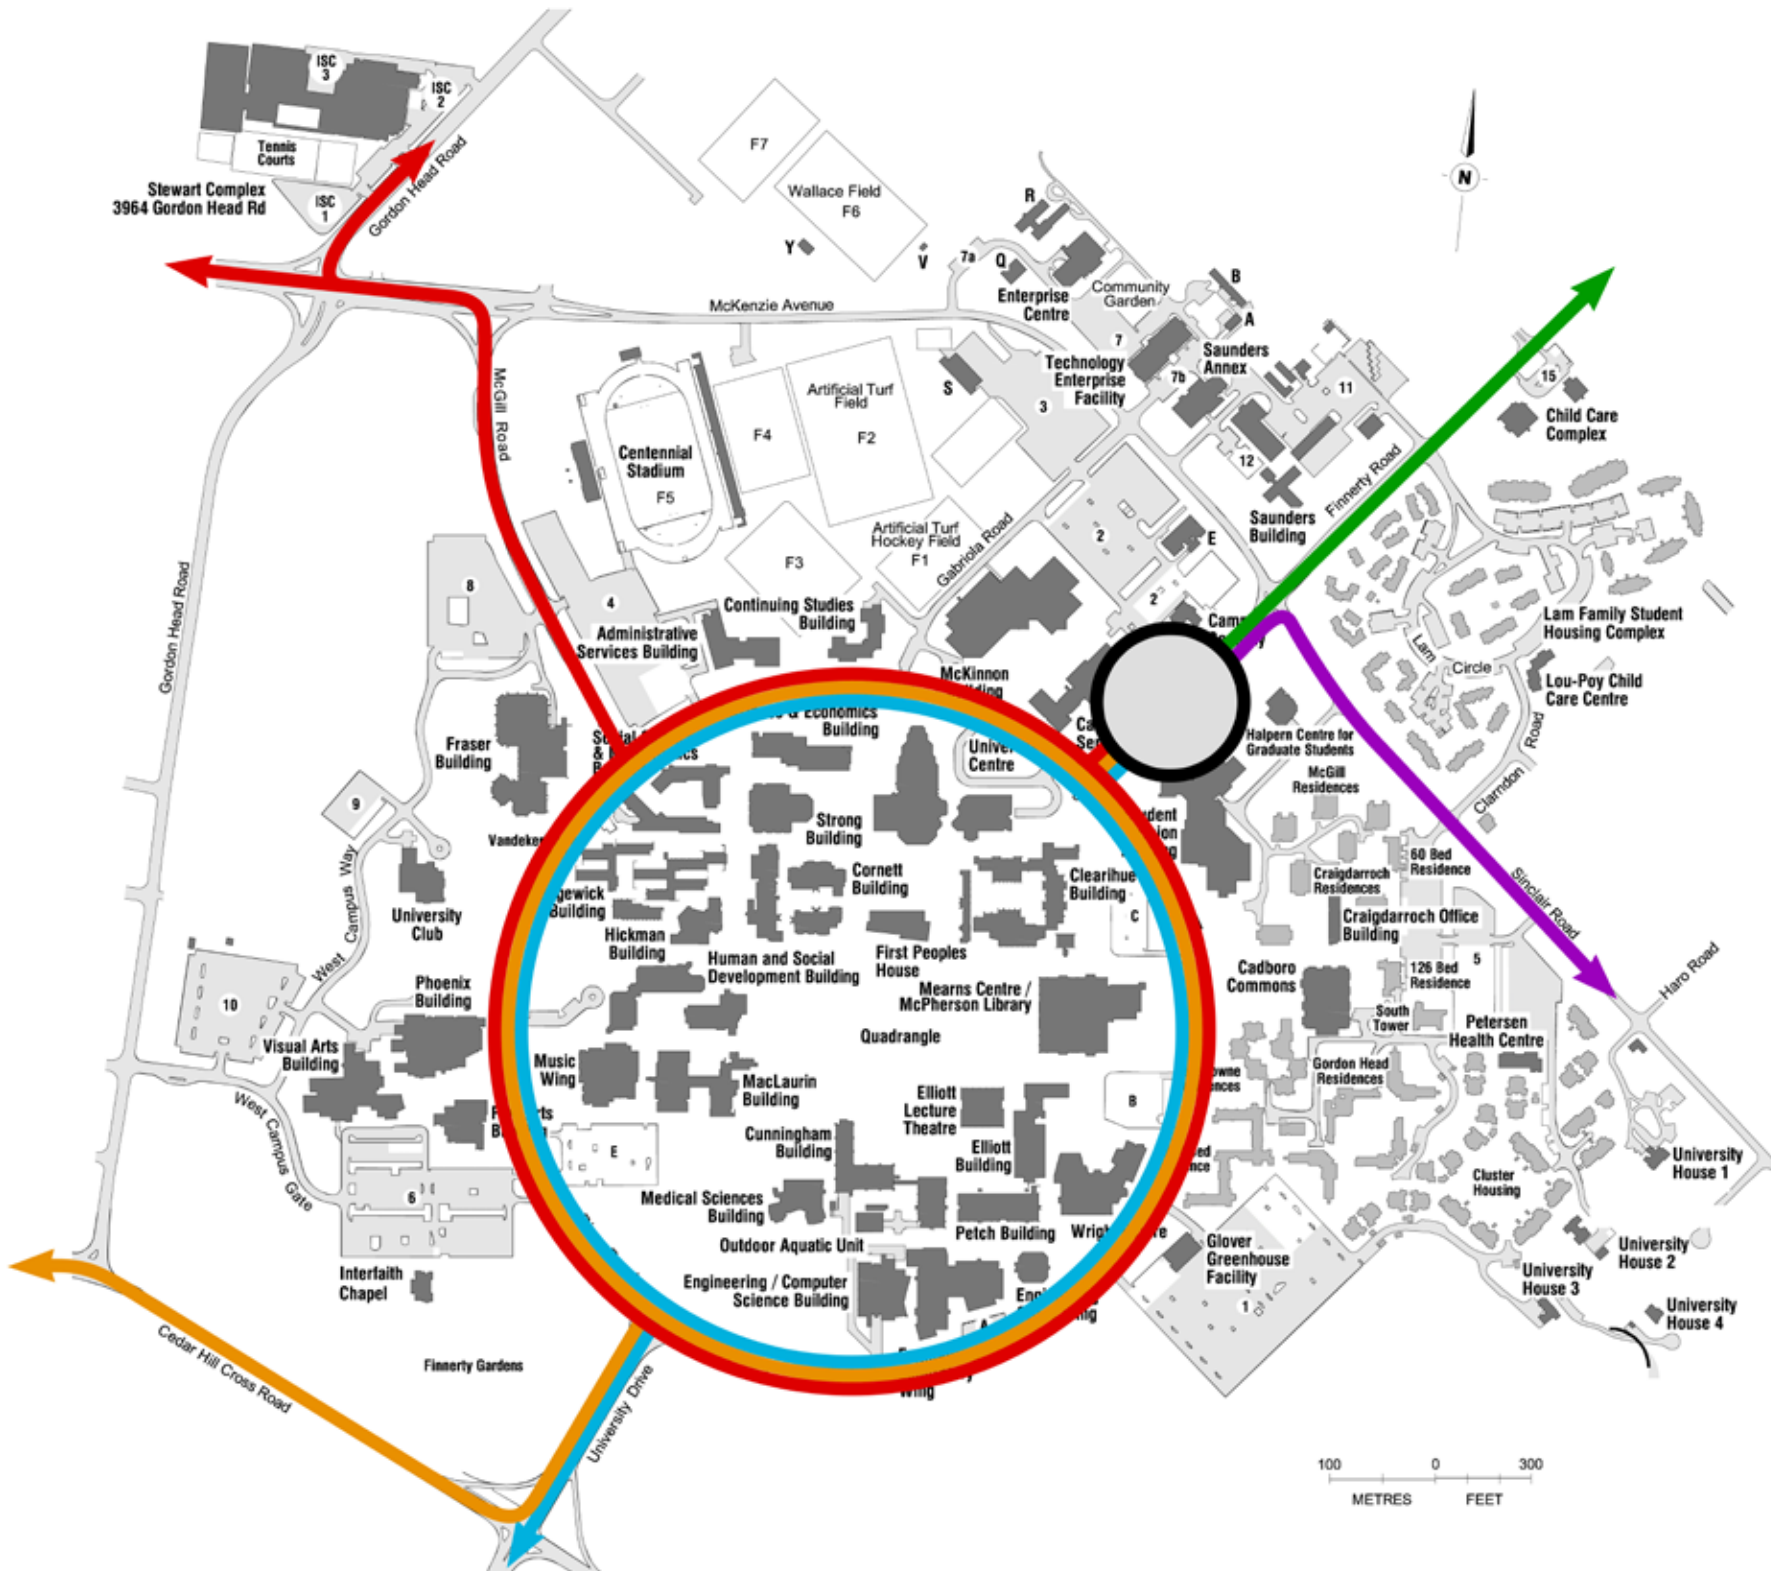 ISC
3
ISC
2
Tennis
Courts
Stewart Complex
3964 Gordon Head Rd
ISC
1
Gordon Head Road
F7
Wallace Field
F6
Y
V
R
7a
Q
Enterprise
Centre
Community
Garden
B
A
McKenzie Avenue
7
Technology
Enterprise
Facility
7b
Saunders
Annex
11
15
Child Care
Complex
S
3
McGill Road
Artificial Turf
Field
F2
F4
Centennial
Stadium
F5
12
Finnerty Road
Saunders
Building
Artificial Turf
Hockey Field
F1
Gabriola Road
2
E
F3
8
4
2
Gordon Head Road
Continuing Studies
Building
Administrative
Services Building
Lam Family Student
Housing Complex
Lam
Circle
McKinnon
Lou-Poy Child
Care Centre
& Economics
Building
Fraser
Building
Centre
Halpern Centre for
Graduate Students
McGill
Residences
Clarndon
Road
9
Strong
Building
60 Bed
Residence
Cornett
Building
Clearihue
Building
Craigdarroch
Residences
Sinclair Road
West Campus Way
University
Club
Building
Hickman
Building
C
Craigdarroch Office
Building
First Peoples
House
Human and Social
Development Building
Cadboro
Commons
126 Bed
Residence
5
Haro Road
10
Phoenix
Building
Mearns Centre /
McPherson Library
Quadrangle
South
Tower
Petersen
Health Centre
Visual Arts
Building
Music
Wing
MacLaurin
Building
Gordon Head
Residences
Elliott
Lecture
Theatre
B
West Campus Gate
Cunningham
Building
E
Elliott
Building
University
House 1
Cluster
Housing
6
Medical Sciences
Building
Petch Building
Outdoor Aquatic Unit
Glover
Greenhouse
Facility
University
House 2
Interfaith
Chapel
Engineering / Computer
Science Building
University
House 3
1
University
House 4
A
Cedar Hill Cross Road
Finnerty Gardens
Wing
University Drive
N
100 0 300
METRES FEET